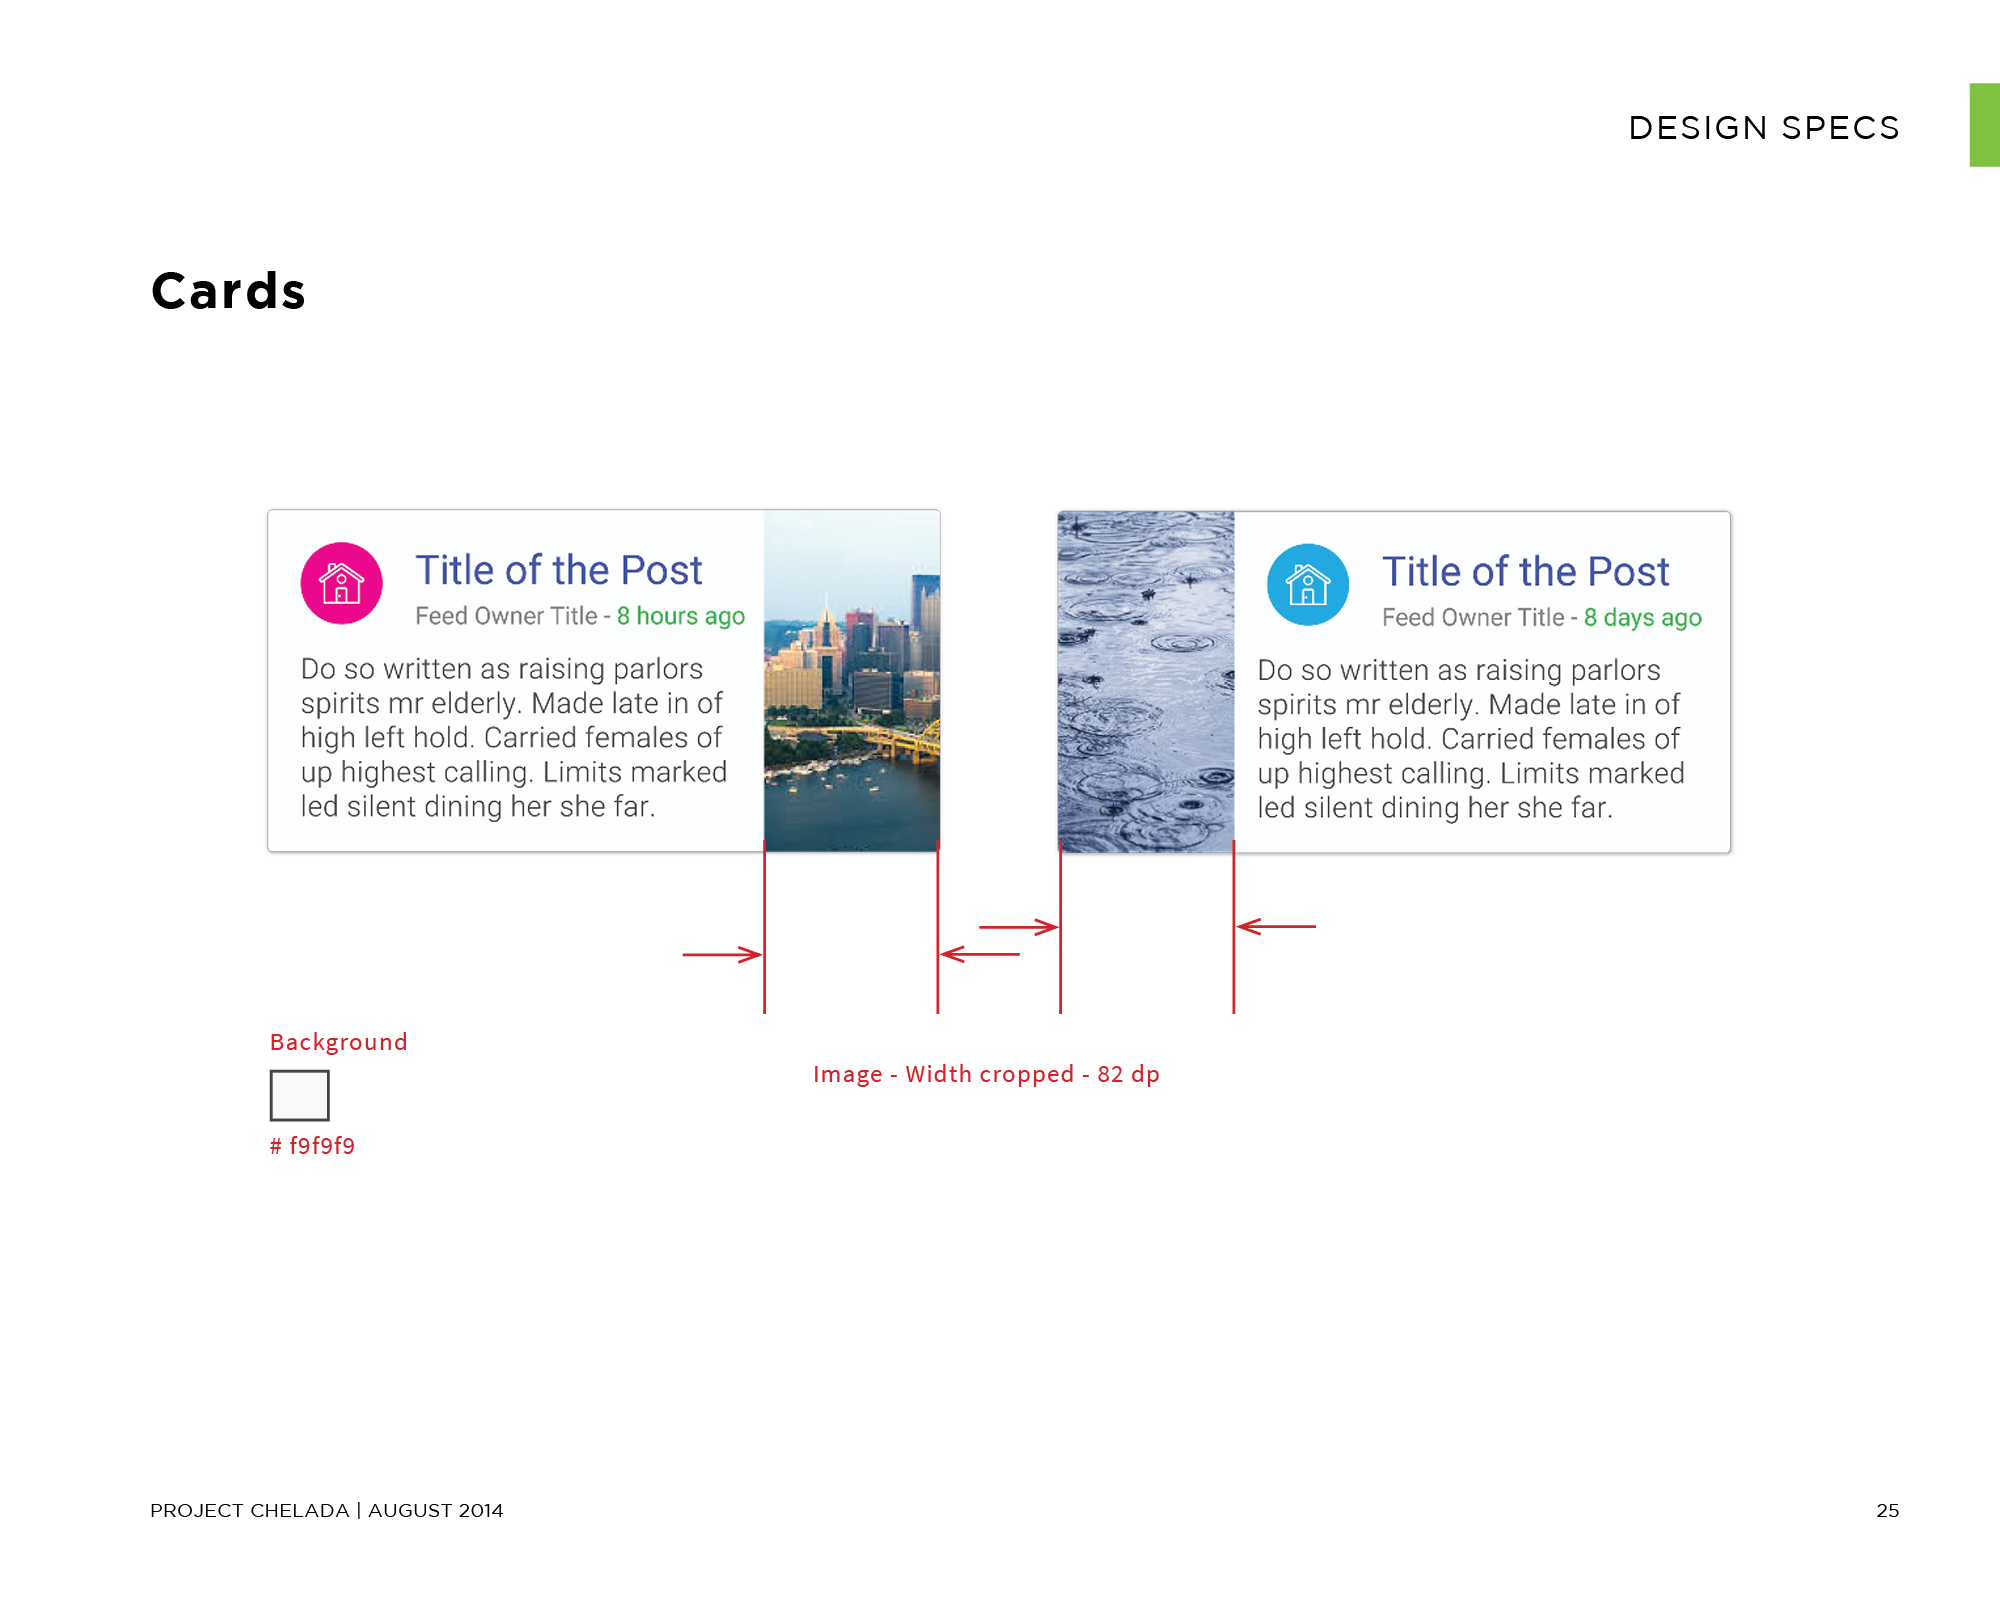 DESIGN SPECS
Cards
Title of the Post
Feed Owner Title - 8 hours ago
Do so written as raising parlors
spirits mr elderly. Made late in of
high left hold. Carried females of
up highest calling. Limits marked
led silent dining her she far.
Title of the Post
Feed Owner Title - 8 days ago
Do so written as raising parlors
spirits mr elderly. Made late in of
high left hold. Carried females of
up highest calling. Limits marked
led silent dining her she far.
Background
# f9f9f9
Image - Width cropped - 82 dp
PROJECT CHELADA | AUGUST 2014
25